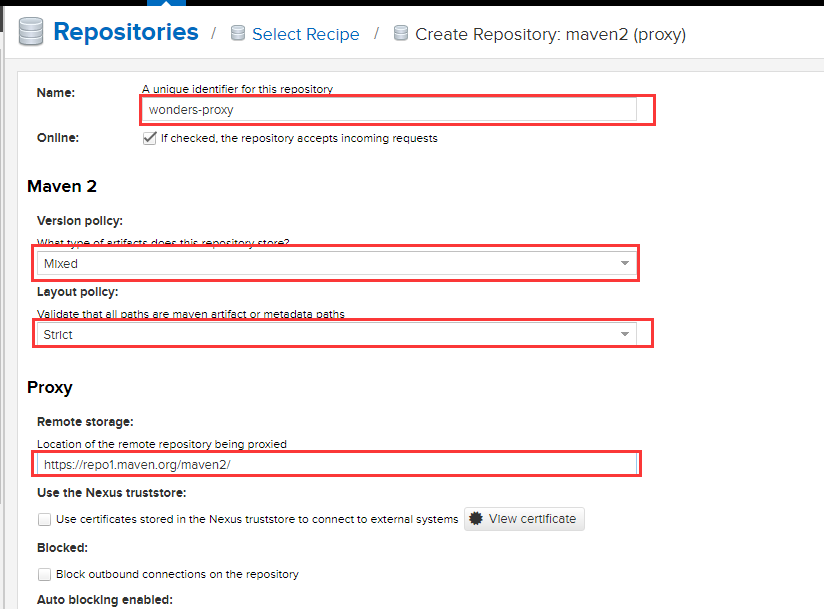 Repositories / Select Recipe / Create Repository: maven2 (proxy)
Name:
A unique identifier for this repository
wonders-proxy
Online:
If checked, the repository accepts incoming requests
Maven 2
Version policy:
What type of artifacts does this repository store?
Mixed
Layout policy:
Validate that all paths are maven artifact or metadata paths
Strict
Proxy
Remote storage:
Location of the remote repository being proxied
https://repo1.maven.org/maven2/
Use the Nexus truststore:
Use certificates stored in the Nexus truststore to connect to external systems View certificate
Blocked:
Block outbound connections on the repository
Auto blocking enabled: